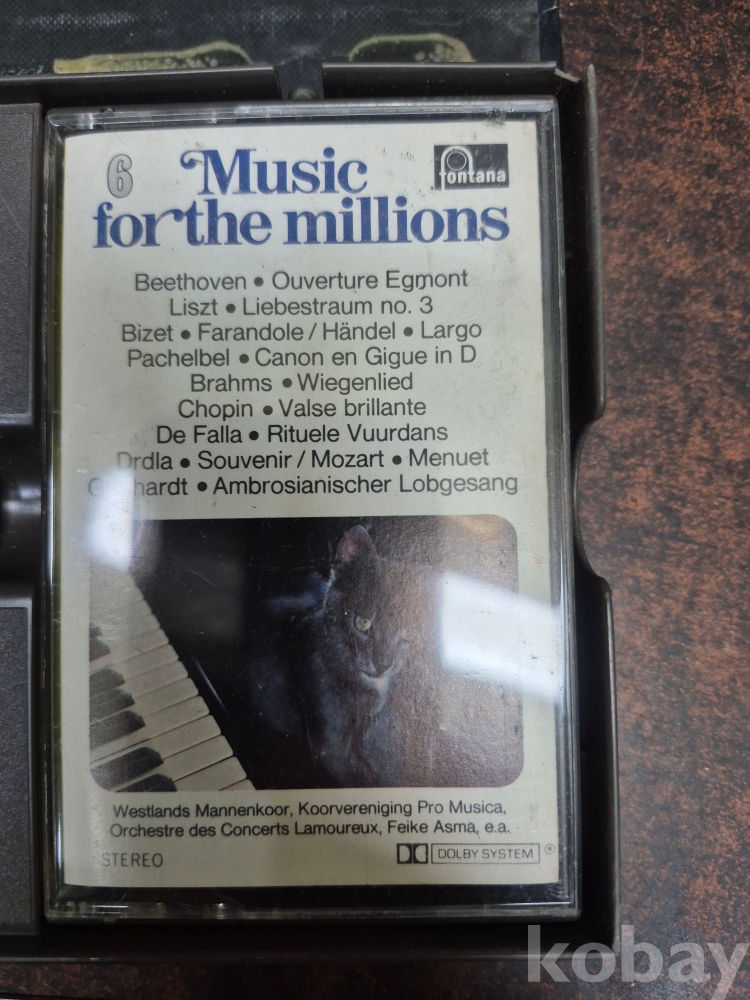 6 Music
for the millions
fontana
Beethoven • Ouverture Egmont
Liszt • Liebestraum no. 3
Bizet • Farandole / Händel • Largo
Pachelbel • Canon en Gigue in D
Brahms • Wiegenlied
Chopin • Valse brillante
De Falla • Rituele Vuurdans
Drdla • Souvenir / Mozart • Menuet
• Ambrosianischer Lobgesang
Westlands Mannenkoor, Koorvereniging Pro Musica,
Orchestre des Concerts Lamoureux, Feike Asma, e.a.
STEREO
DOLBY SYSTEM
kobay